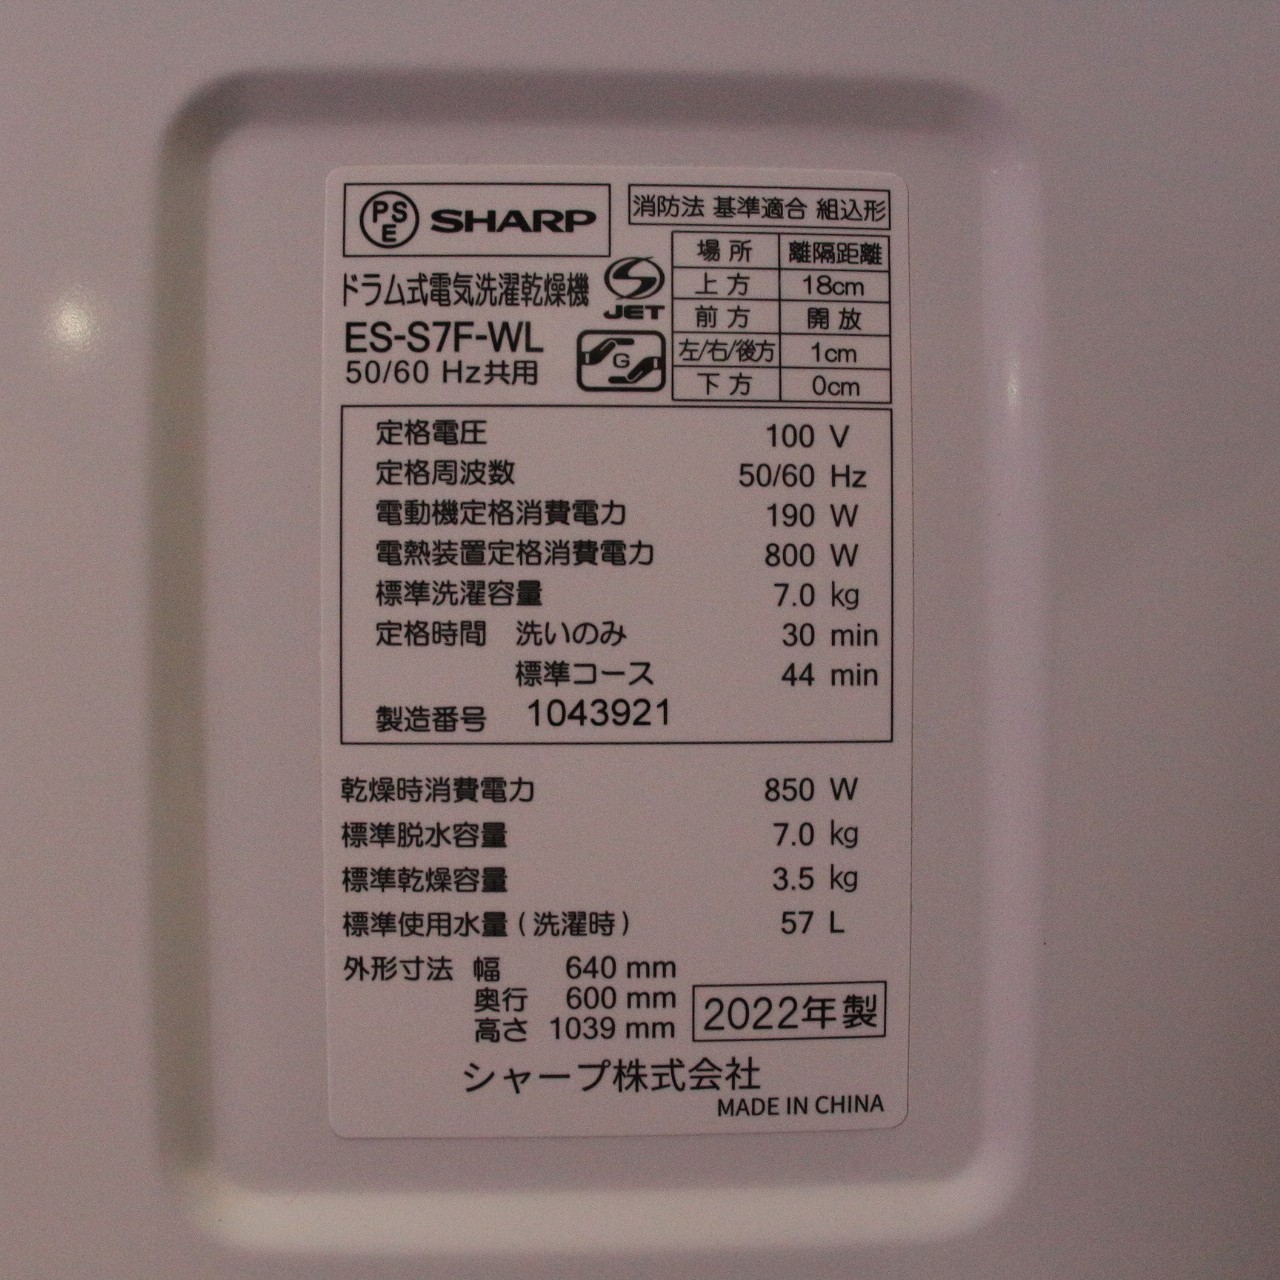 PSE SHARP
消防法 基準適合 組込形
ドラム式電気洗濯乾燥機
ES-S7F-WL
50/60 Hz共用
S JET
G
場所 離隔距離
上方 18cm
前方 開放
左/右/後方 1cm
下方 0cm
定格電圧 100 V
定格周波数 50/60 Hz
電動機定格消費電力 190 W
電熱装置定格消費電力 800 W
標準洗濯容量 7.0 kg
定格時間 洗いのみ 30 min
標準コース 44 min
製造番号 1043921
乾燥時消費電力 850 W
標準脱水容量 7.0 kg
標準乾燥容量 3.5 kg
標準使用水量(洗濯時) 57 L
外形寸法 幅 640 mm
奥行 600 mm
高さ 1039 mm
2022年製
シャープ株式会社
MADE IN CHINA